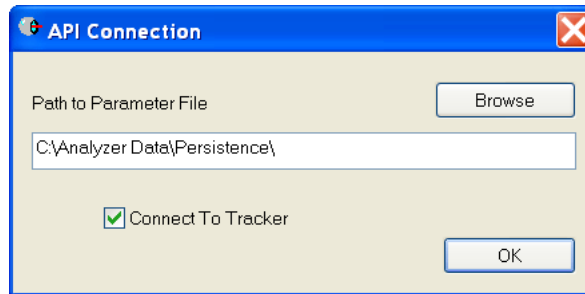 API Connection
Path to Parameter File
Browse
C:\Analyzer Data\Persistence\
Connect To Tracker
OK